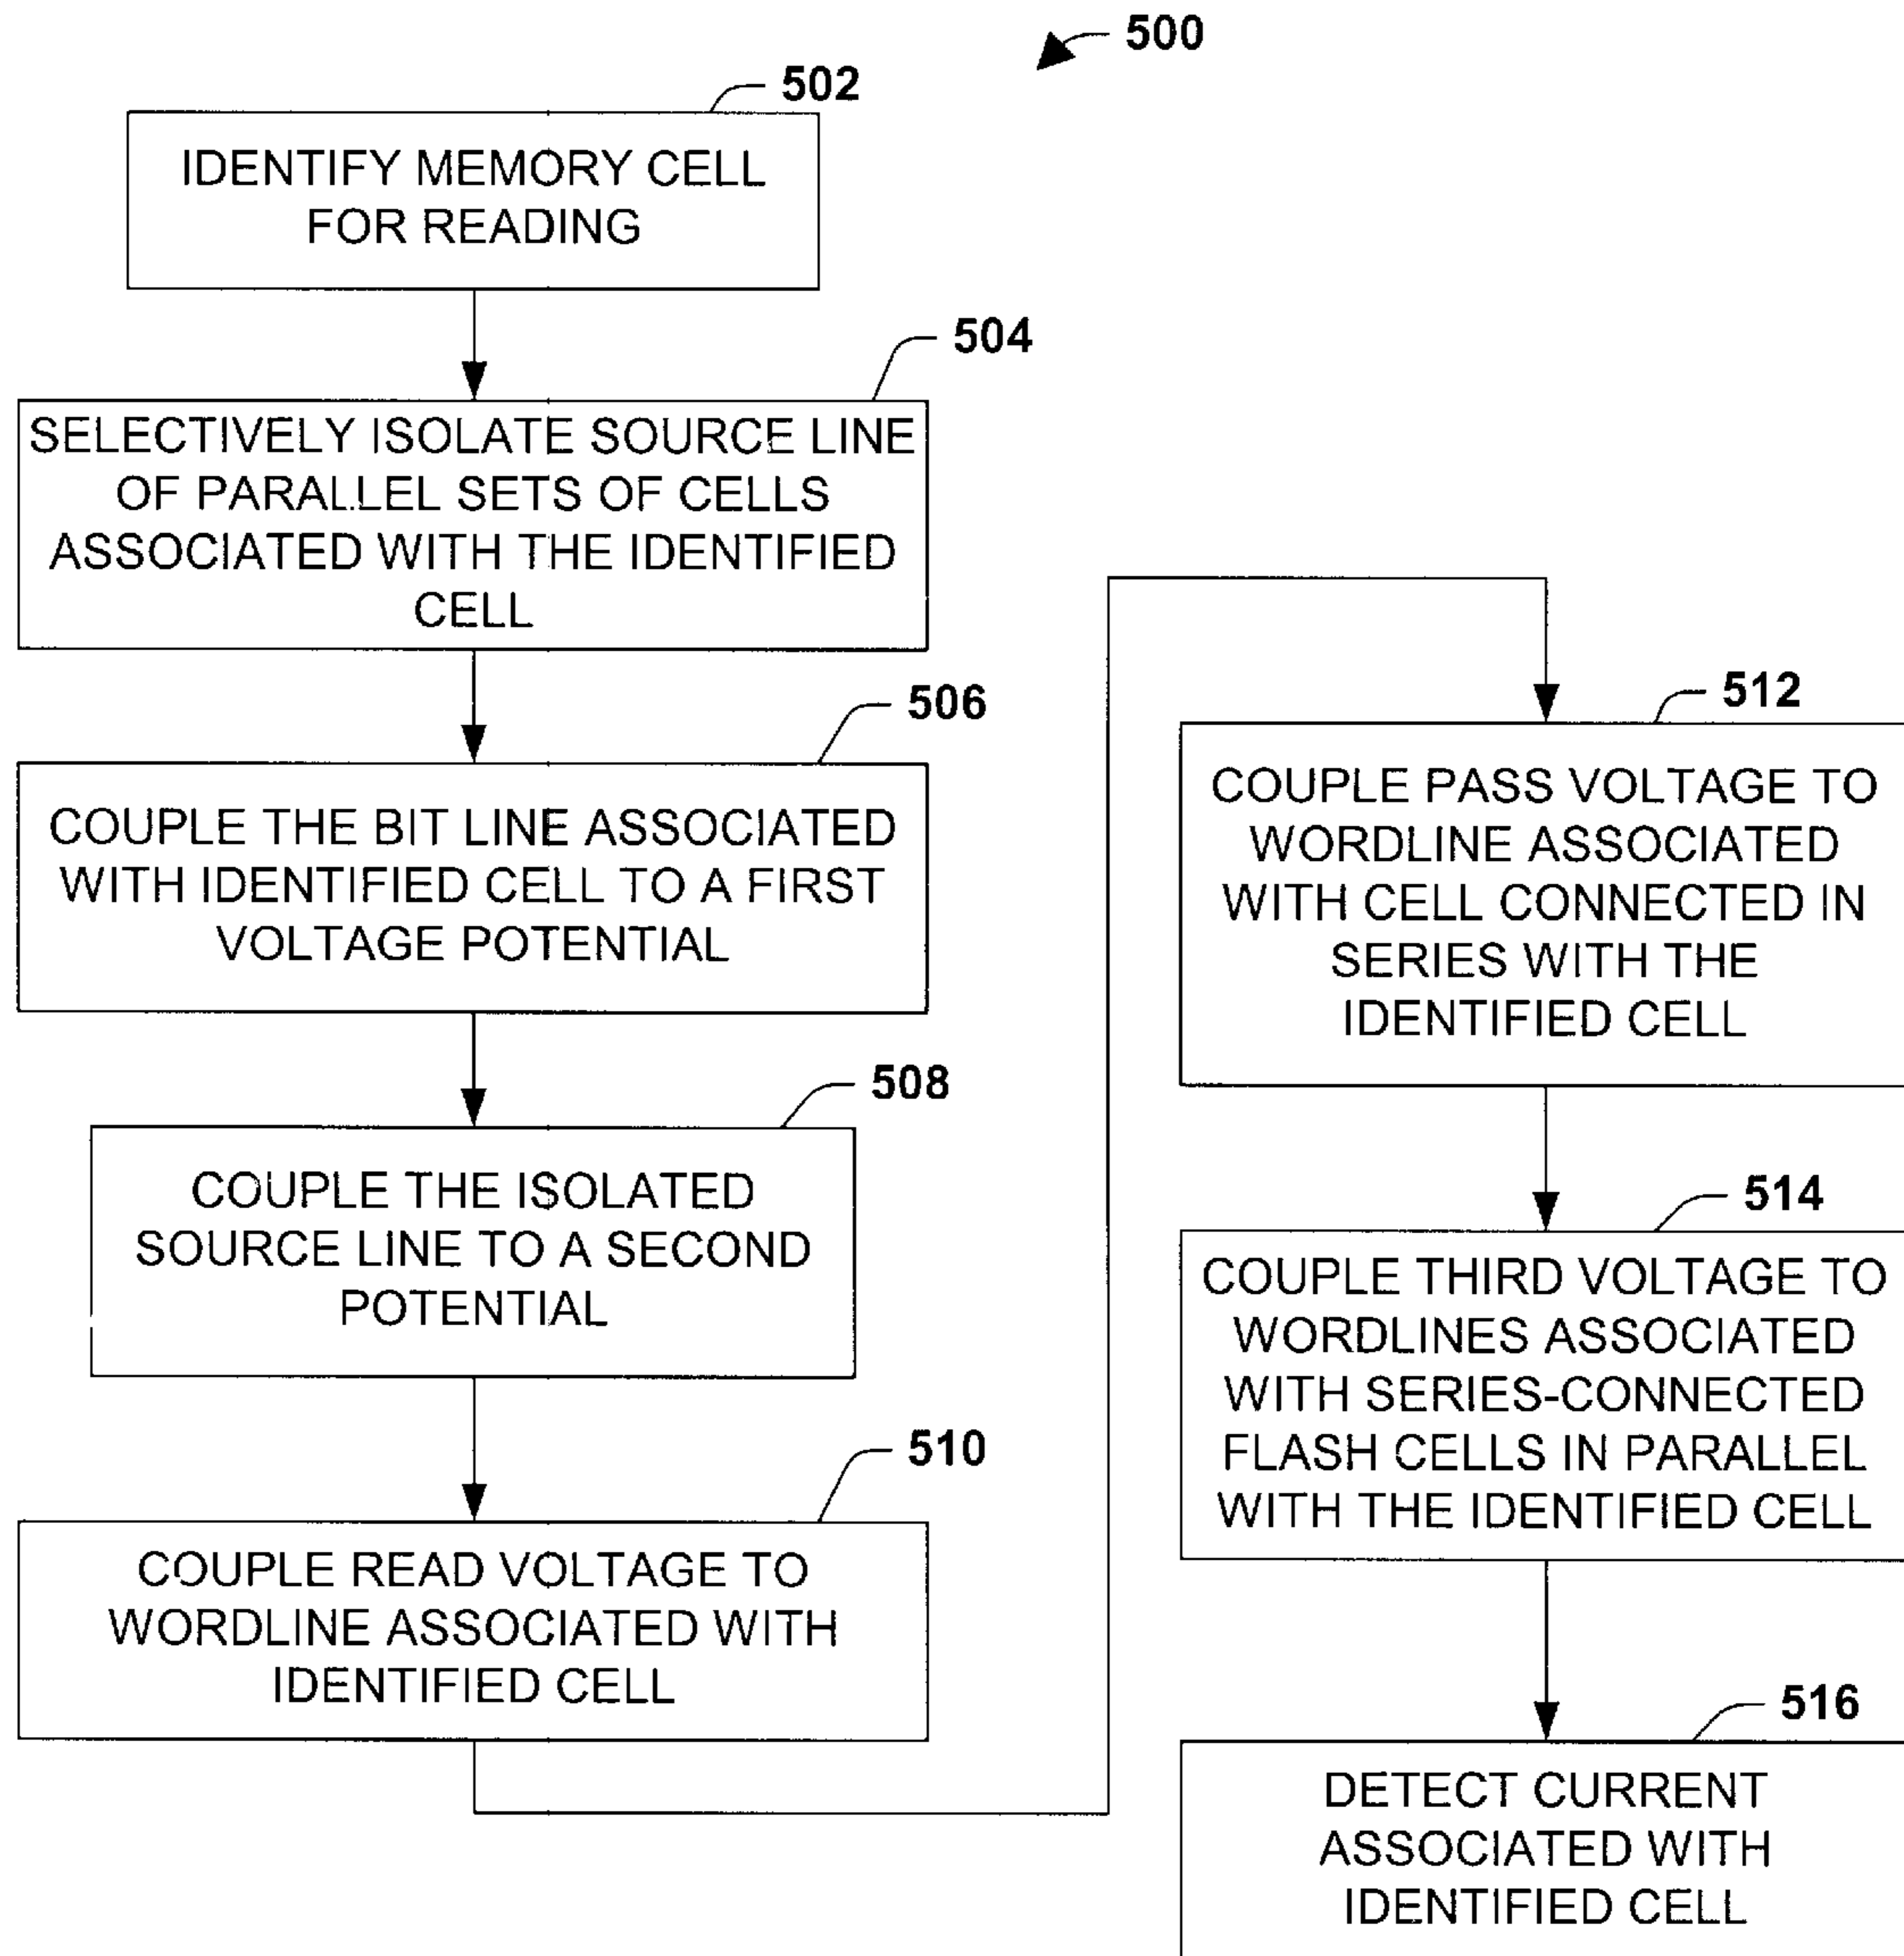 500
502
IDENTIFY MEMORY CELL
FOR READING
504
SELECTIVELY ISOLATE SOURCE LINE
OF PARALLEL SETS OF CELLS
ASSOCIATED WITH THE IDENTIFIED
CELL
506
COUPLE THE BIT LINE ASSOCIATED
WITH IDENTIFIED CELL TO A FIRST
VOLTAGE POTENTIAL
508
COUPLE THE ISOLATED
SOURCE LINE TO A SECOND
POTENTIAL
510
COUPLE READ VOLTAGE TO
WORDLINE ASSOCIATED WITH
IDENTIFIED CELL
512
COUPLE PASS VOLTAGE TO
WORDLINE ASSOCIATED
WITH CELL CONNECTED IN
SERIES WITH THE
IDENTIFIED CELL
514
COUPLE THIRD VOLTAGE TO
WORDLINES ASSOCIATED
WITH SERIES-CONNECTED
FLASH CELLS IN PARALLEL
WITH THE IDENTIFIED CELL
516
DETECT CURRENT
ASSOCIATED WITH
IDENTIFIED CELL